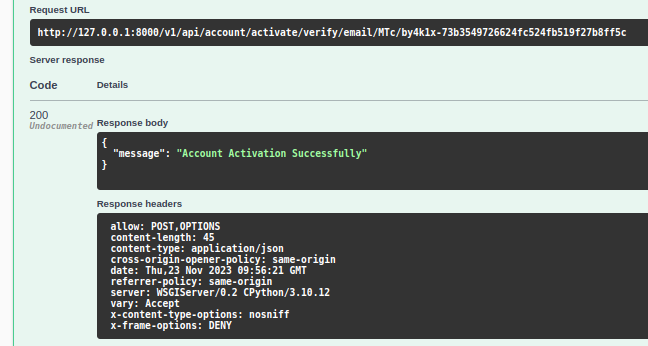 Request URL
http://127.0.0.1:8000/v1/api/account/activate/verify/email/MTc/by4k1x-73b3549726624fc524fb519f27b8ff5c
Server response
Code Details
200
Undocumented
Response body
{
"message": "Account Activation Successfully"
}
Response headers
allow: POST,OPTIONS
content-length: 45
content-type: application/json
cross-origin-opener-policy: same-origin
date: Thu,23 Nov 2023 09:56:21 GMT
referrer-policy: same-origin
server: WSGIServer/0.2 CPython/3.10.12
vary: Accept
x-content-type-options: nosniff
x-frame-options: DENY